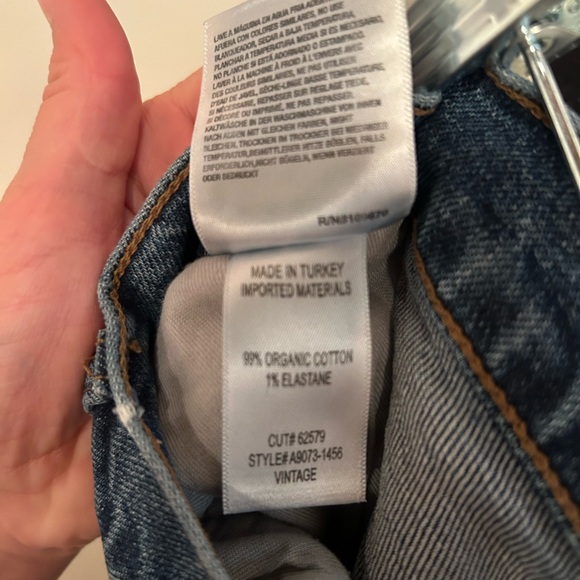 LAVE A MÁQUINA EN AGUA FRÍA ADENTRO
AFUERA CON COLORES SIMILARES, NO USE
BLANQUEADOR, SECAR A BAJA TEMPERATURA,
PLANCHAR A TEMPERATURA MEDIA SI ES NECESARIO,
NO PLANCHE SI ESTÁ ADORNADO O ESTAMPADO
LAVER À LA MACHINE À FROID À L'ENVERS AVEC
DES COULEURS SIMILAIRES, NE PAS UTILISER
D'EAU DE JAVEL, SÈCHE-LINGE BASSE TEMPÉRATURE,
SI NÉCESSAIRE, REPASSER SUR RÉGLAGE TIÈDE,
SI DÉCORÉ OU IMPRIMÉ, NE PAS REPASSER.
KALTWÄSCHE IN DER WASCHMASCHINE VON INNEN
NACH AUßEN MIT GLEICHEN FARBEN, NICHT
BLEICHEN, TROCKNEN IM TROCKNER BEI NIEDRIGER
TEMPERATUR, BEI MITTLERER HITZE BÜGELN, FALLS
ERFORDERLICH, NICHT BÜGELN, WENN VERZIERT
ODER BEDRUCKT
MADE IN TURKEY
IMPORTED MATERIALS
99% ORGANIC COTTON
1% ELASTANE
CUT# 62579
STYLE# A9073-1456
VINTAGE